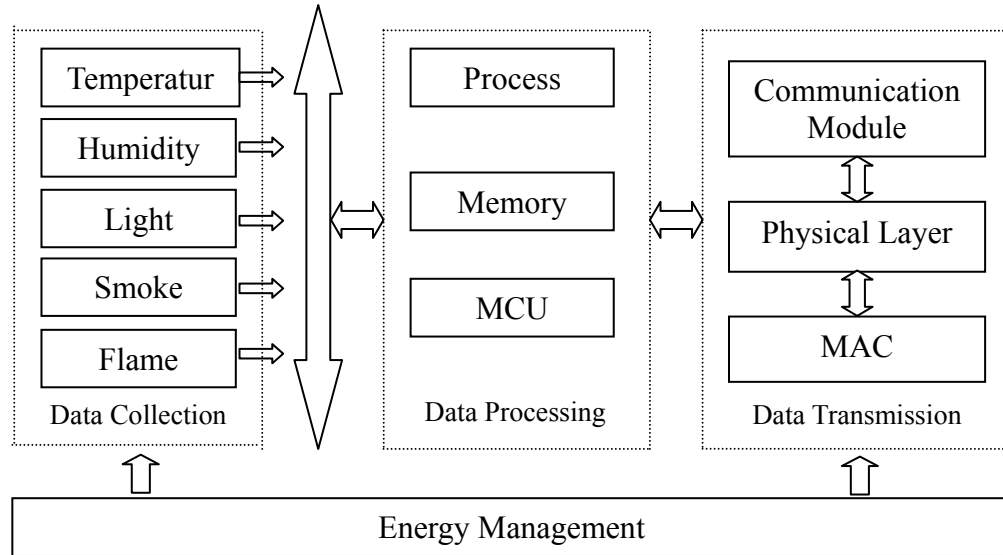 Temperatur
Humidity
Light
Smoke
Flame
Data Collection
Process
Memory
MCU
Data Processing
Communication
Module
Physical Layer
MAC
Data Transmission
Energy Management